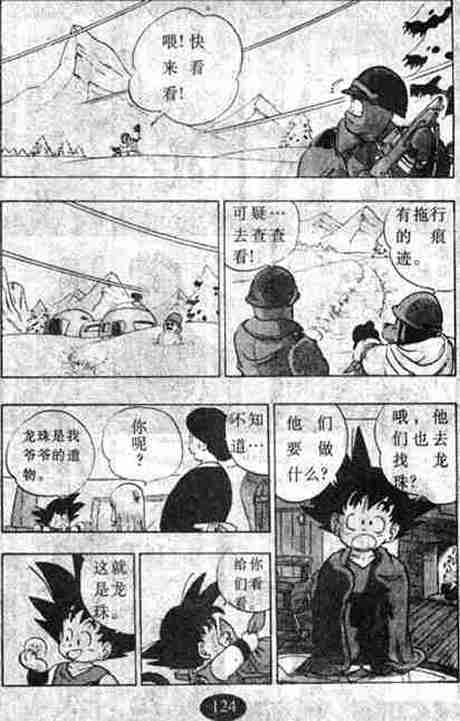 喂！快
来看
看！
有拖行
的痕
迹。
可疑…
去查查
看！
哦，他
们也去
找龙
珠？
他们
要做
什么？
不知
道…
你
呢？
龙珠是我
爷爷的遗
物。
给你
们看
看
这就
是龙
珠。
124